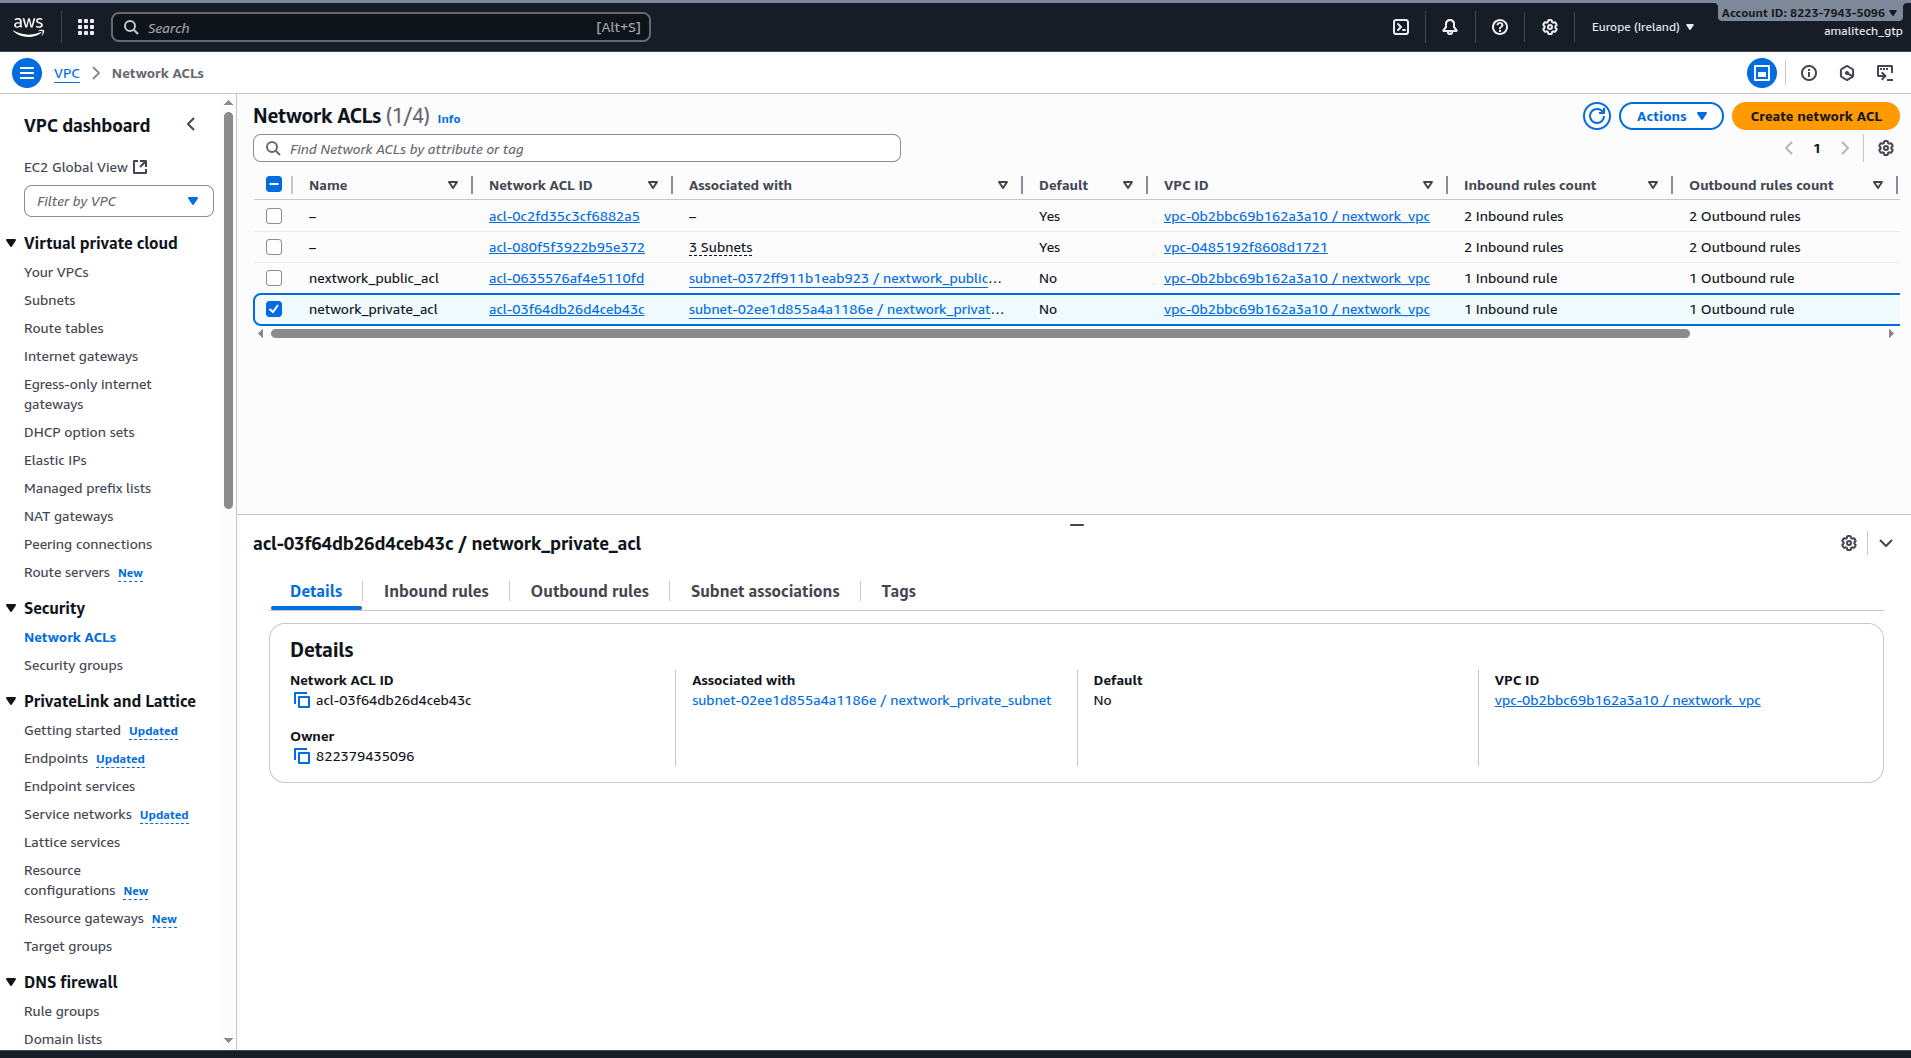 aws
Search
[Alt+S]
Europe (Ireland)
Account ID: 8223-7943-5096
amalitech_gtp
VPC
Network ACLs
VPC dashboard
EC2 Global View
Filter by VPC
Virtual private cloud
Your VPCs
Subnets
Route tables
Internet gateways
Egress-only internet
gateways
DHCP option sets
Elastic IPs
Managed prefix lists
NAT gateways
Peering connections
Route servers New
Security
Network ACLs
Security groups
PrivateLink and Lattice
Getting started Updated
Endpoints Updated
Endpoint services
Service networks Updated
Lattice services
Resource
configurations New
Resource gateways New
Target groups
DNS firewall
Rule groups
Domain lists
Network ACLs (1/4) Info
Actions
Create network ACL
Find Network ACLs by attribute or tag
1
Name Network ACL ID Associated with Default VPC ID Inbound rules count Outbound rules count
– acl-0c2fd35c3cf6882a5 – Yes vpc-0b2bbc69b162a3a10 / nextwork_vpc 2 Inbound rules 2 Outbound rules
– acl-080f5f3922b95e372 3 Subnets Yes vpc-0485192f8608d1721 2 Inbound rules 2 Outbound rules
nextwork_public_acl acl-0635576af4e5110fd subnet-0372ff911b1eab923 / nextwork_public... No vpc-0b2bbc69b162a3a10 / nextwork_vpc 1 Inbound rule 1 Outbound rule
network_private_acl acl-03f64db26d4ceb43c subnet-02ee1d855a4a1186e / nextwork_privat... No vpc-0b2bbc69b162a3a10 / nextwork_vpc 1 Inbound rule 1 Outbound rule
acl-03f64db26d4ceb43c / network_private_acl
Details Inbound rules Outbound rules Subnet associations Tags
Details
Network ACL ID
acl-03f64db26d4ceb43c
Owner
822379435096
Associated with
subnet-02ee1d855a4a1186e / nextwork_private_subnet
Default
No
VPC ID
vpc-0b2bbc69b162a3a10 / nextwork_vpc